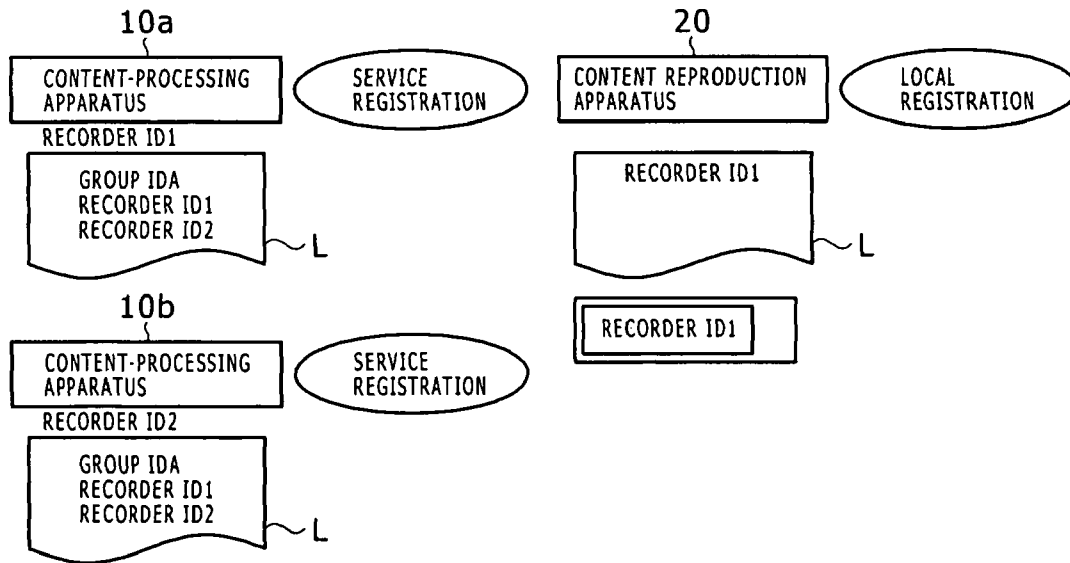 10a
CONTENT-PROCESSING
APPARATUS
SERVICE
REGISTRATION
RECORDER ID1
GROUP IDA
RECORDER ID1
RECORDER ID2
L
10b
CONTENT-PROCESSING
APPARATUS
SERVICE
REGISTRATION
RECORDER ID2
GROUP IDA
RECORDER ID1
RECORDER ID2
L
20
CONTENT REPRODUCTION
APPARATUS
LOCAL
REGISTRATION
RECORDER ID1
L
RECORDER ID1